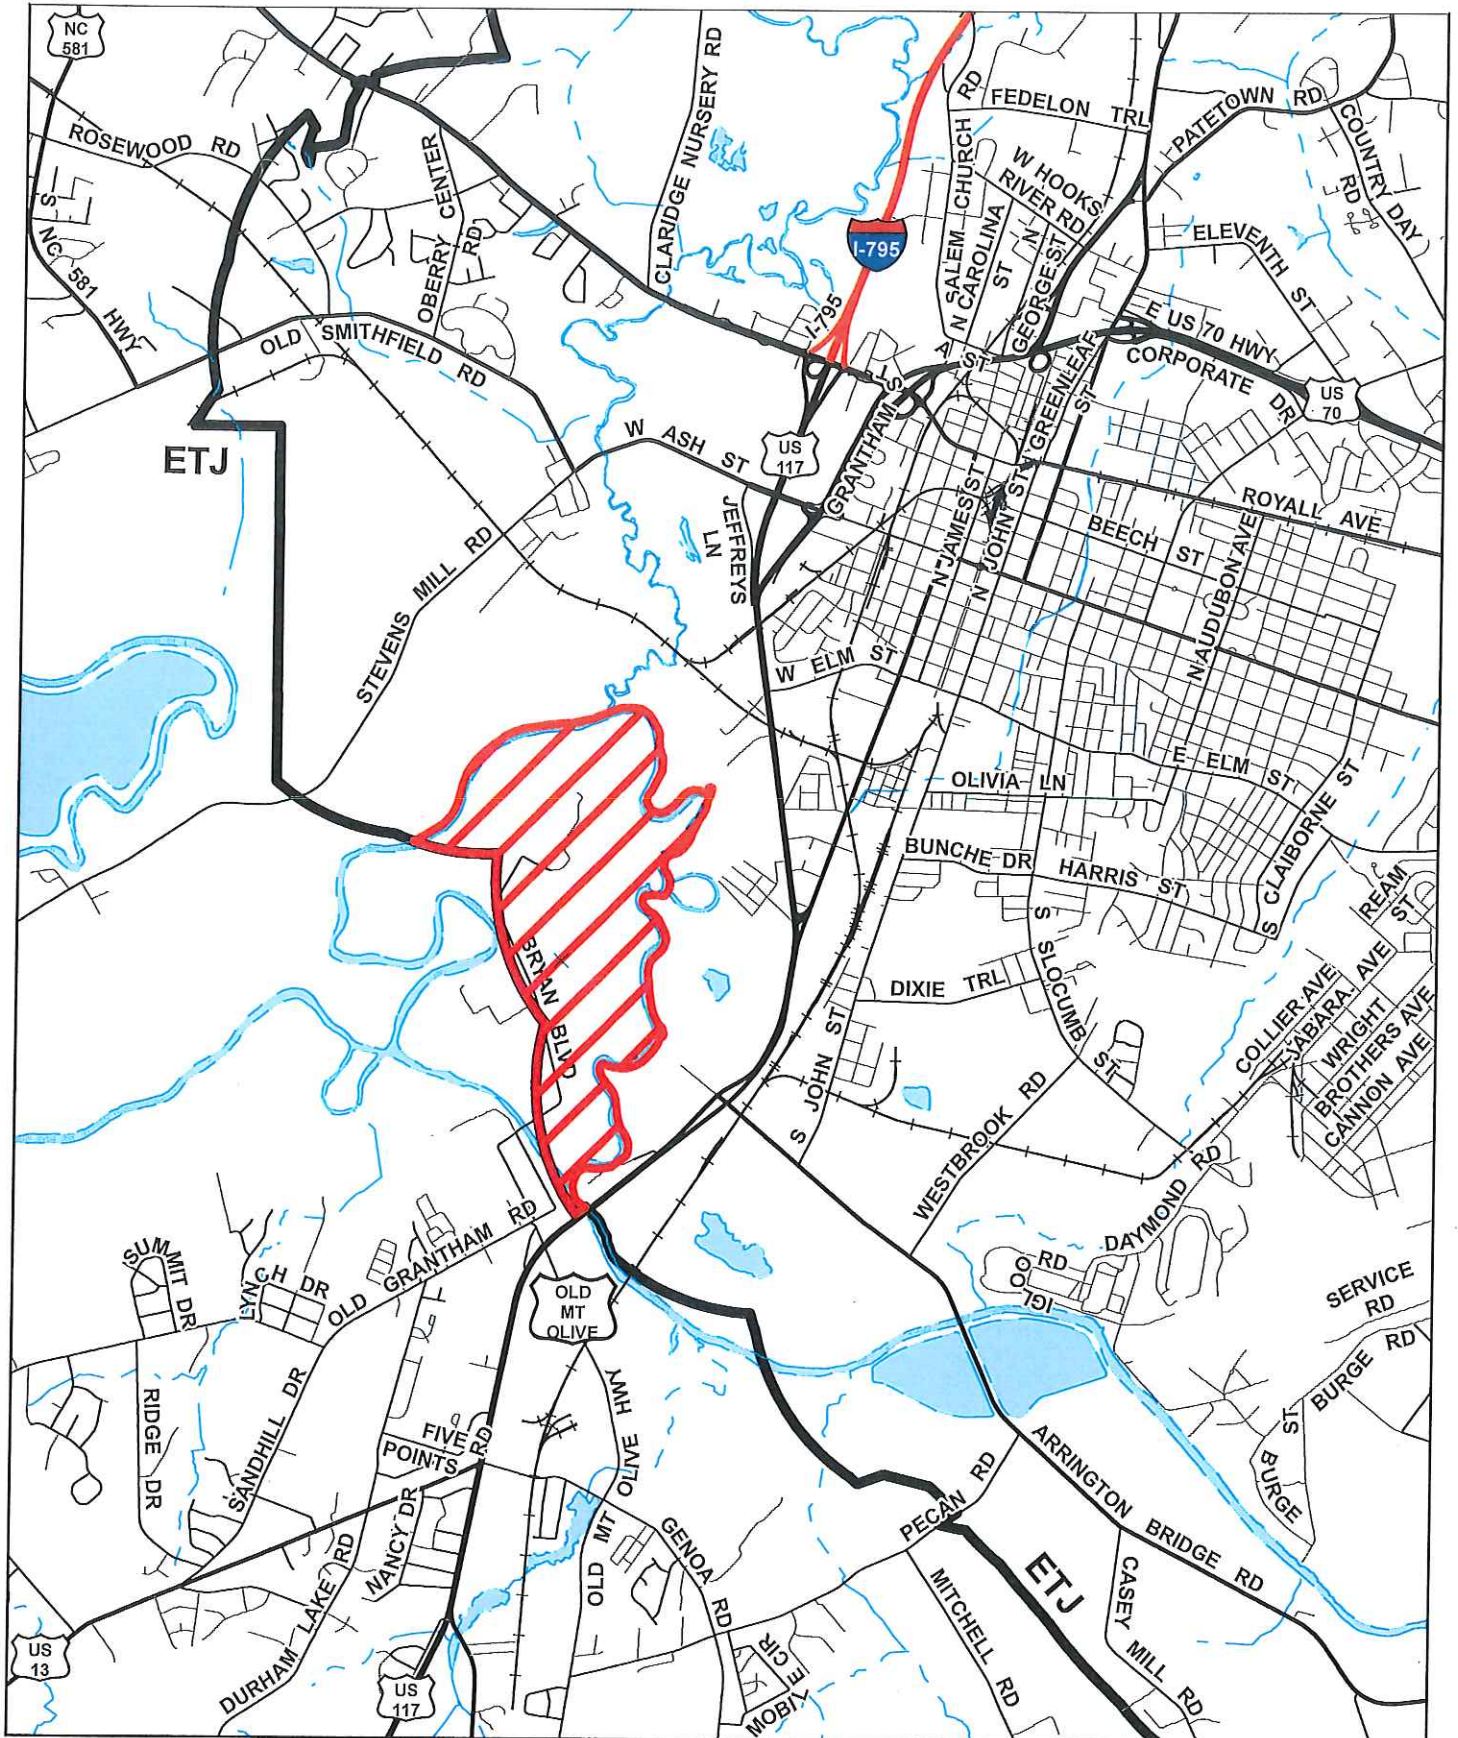 NC
581
ROSEWOOD RD
S
NC 581
HWY
OBERRY CENTER
RD
CLARIDGE NURSERY RD
FEDELON TRL
PATETOWN RD
COUNTRY DAY
RD
SALEM CHURCH RD
W HOOKS
RIVER RD
N CAROLINA
ST
N
GEORGE ST
ELEVENTH ST
I-795
I-795
E US 70 HWY
CORPORATE DR
US
70
OLD SMITHFIELD
RD
A ST
GRANTHAM ST
GREENLEAF
ST
ETJ
W ASH ST
US
117
JEFFREYS
LN
N JAMES ST
N JOHN ST
ROYALL AVE
BEECH ST
N AUDUBON AVE
STEVENS MILL RD
W ELM ST
E ELM ST
OLIVIA LN
S CLAIBORNE ST
BUNCHE DR
HARRIS ST
REAM
ST
BRYAN
BLVD
S SLOCUMB
ST
DIXIE TRL
S JOHN ST
COLLIER AVE
JABARA AVE
WRIGHT
BROTHERS AVE
CANNON AVE
WESTBROOK RD
DAYMOND RD
IGLOO RD
SERVICE
RD
BURGE RD
BURGE
ST
SUMMIT DR
LYNCH DR
OLD GRANTHAM RD
OLD
MT
OLIVE
RIDGE DR
SANDHILL DR
FIVE
POINTS RD
OLD MT OLIVE HWY
NANCY DR
DURHAM LAKE RD
GENOA RD
PECAN RD
ARRINGTON BRIDGE RD
ETJ
MITCHELL RD
CASEY
MILL RD
MOBILE CIR
US
13
US
117